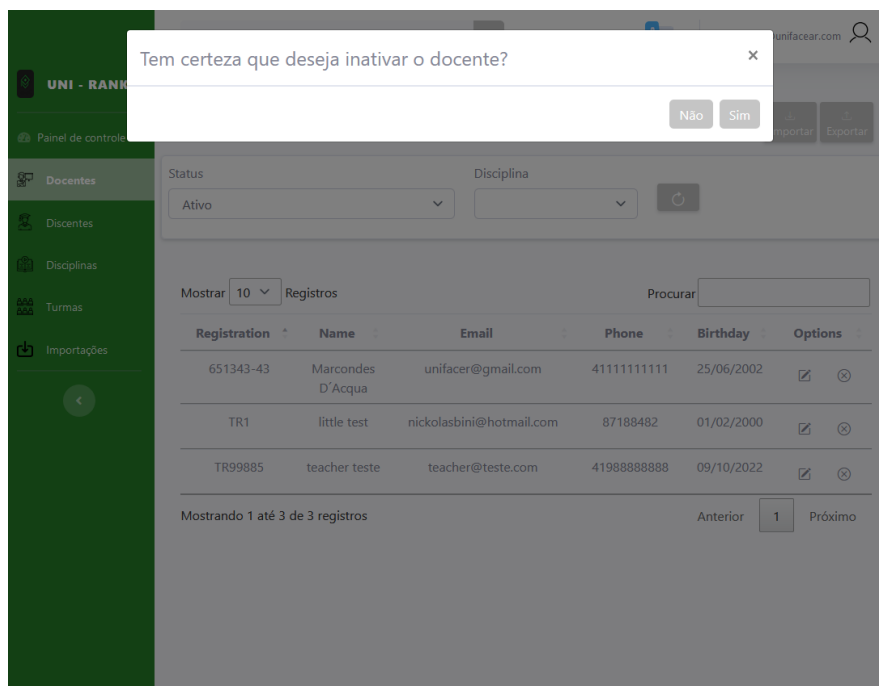 unifacear.com
Tem certeza que deseja inativar o docente?
×
Não Sim
UNI - RANK
Importar Exportar
Painel de controle
Docentes
Discentes
Disciplinas
Turmas
Importações
Status Disciplina
Ativo
Mostrar 10 Registros Procurar
Registration Name Email Phone Birthday Options
651343-43 Marcondes D´Acqua unifacer@gmail.com 41111111111 25/06/2002
TR1 little test nickolasbini@hotmail.com 87188482 01/02/2000
TR99885 teacher teste teacher@teste.com 41988888888 09/10/2022
Mostrando 1 até 3 de 3 registros Anterior 1 Próximo